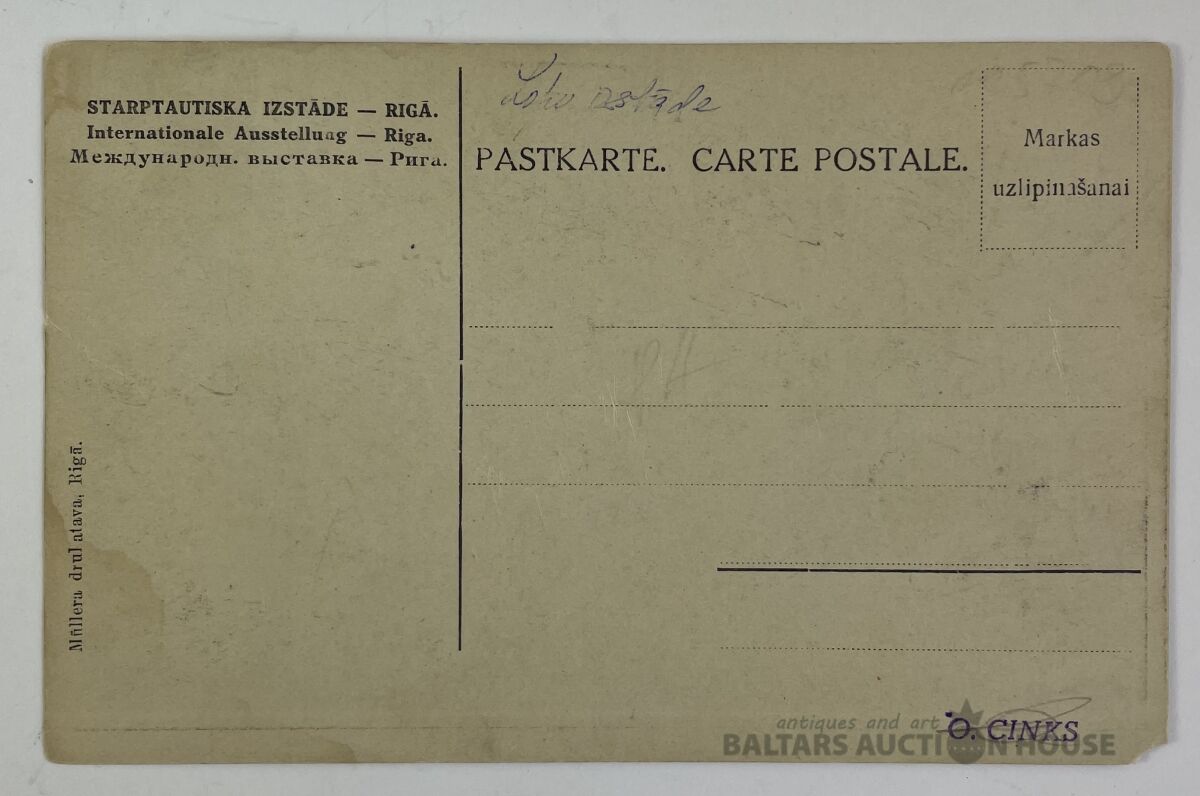 STARPTAUTISKA IZSTĀDE — RIGĀ.
Internationale Ausstellung — Riga.
Международн. выставка — Рига.
izstāde
PASTKARTE. CARTE POSTALE.
Markas
uzlipināšanai
Müllera drukatava, Rigā.
O. CINKS
antiques and art
BALTARS AUCTION HOUSE